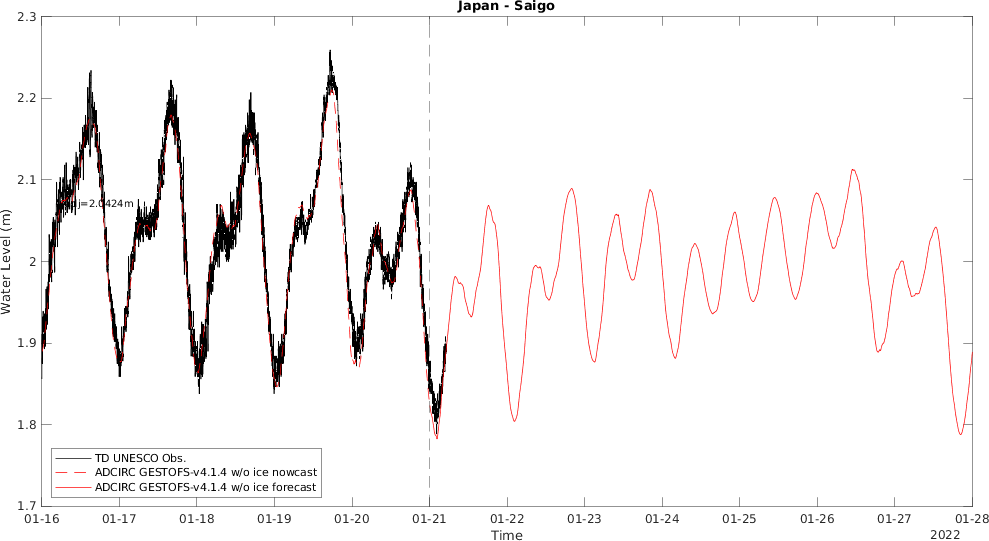 Japan - Saigo
Water Level (m)
2.3
2.2
2.1
2
1.9
1.8
1.7
j=2.0424m
TD UNESCO Obs.
ADCIRC GESTOFS-v4.1.4 w/o ice nowcast
ADCIRC GESTOFS-v4.1.4 w/o ice forecast
01-16 01-17 01-18 01-19 01-20 01-21 01-22 01-23 01-24 01-25 01-26 01-27 01-28
Time
2022